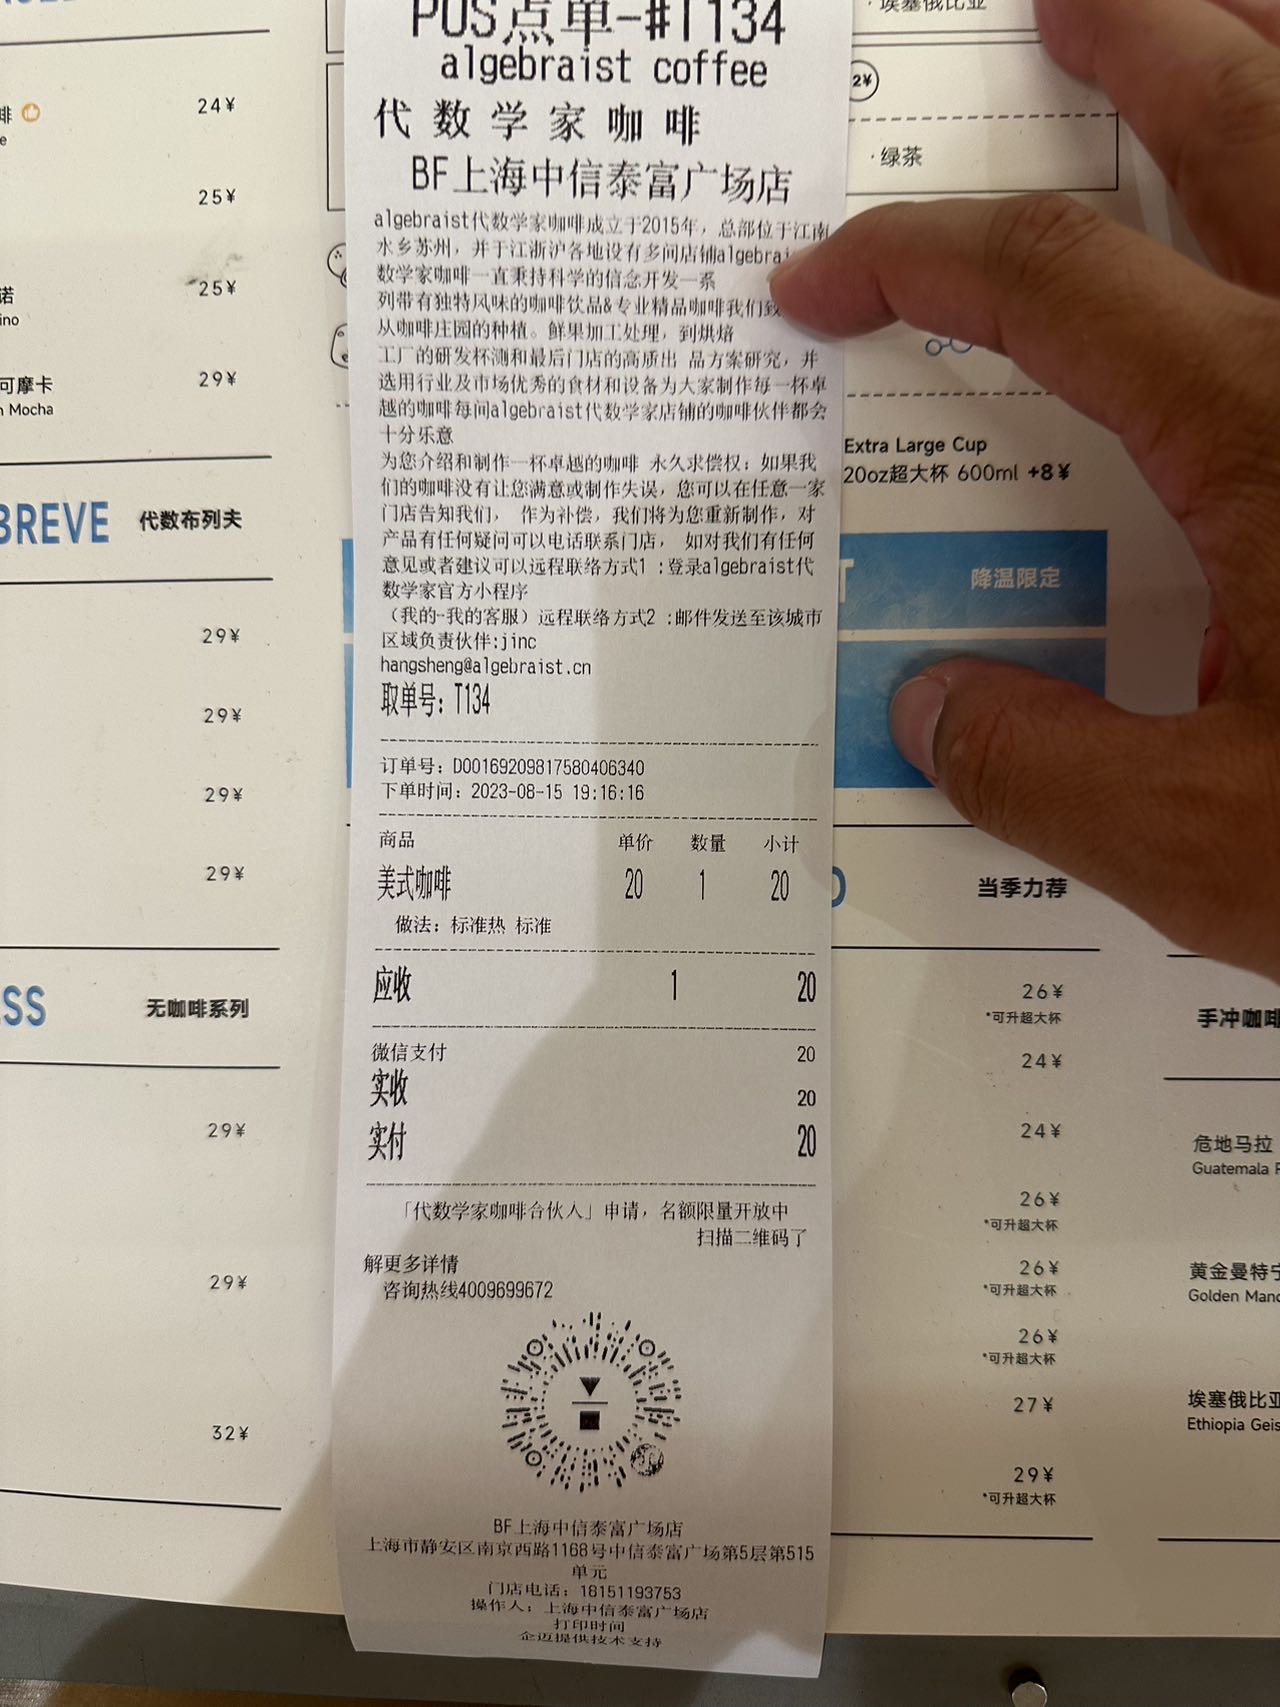 POS点单-#T134
algebraist coffee
代数学家咖啡
BF上海中信泰富广场店
algebraist代数学家咖啡成立于2015年，总部位于江南
水乡苏州，并于江浙沪各地设有多间店铺algebrai
数学家咖啡一直秉持科学的信念开发一系
列带有独特风味的咖啡饮品&专业精品咖啡我们致
从咖啡庄园的种植。鲜果加工处理，到烘焙
工厂的研发杯测和最后门店的高质出 品方案研究，并
选用行业及市场优秀的食材和设备为大家制作每一杯卓
越的咖啡每间algebraist代数学家店铺的咖啡伙伴都会
十分乐意
为您介绍和制作一杯卓越的咖啡 永久求偿权：如果我
们的咖啡没有让您满意或制作失误，您可以在任意一家
门店告知我们， 作为补偿，我们将为您重新制作，对
产品有任何疑问可以电话联系门店， 如对我们有任何
意见或者建议可以远程联络方式1 :登录algebraist代
数学家官方小程序
（我的-我的客服）远程联络方式2 :邮件发送至该城市
区域负责伙伴:jinc
hangsheng@algebraist.cn
取单号：T134
订单号：D00169209817580406340
下单时间：2023-08-15 19:16:16
商品 单价 数量 小计
美式咖啡 20 1 20
做法：标准热 标准
应收 1 20
微信支付 20
实收 20
实付 20
「代数学家咖啡合伙人」申请，名额限量开放中
扫描二维码了
解更多详情
咨询热线4009699672
BF上海中信泰富广场店
上海市静安区南京西路1168号中信泰富广场第5层第515
单元
门店电话：18151193753
操作人：上海中信泰富广场店
打印时间
企迈提供技术支持
啡 24¥
e
25¥
诺 25¥
ino
可摩卡 29¥
n Mocha
BREVE 代数布列夫
29¥
29¥
29¥
29¥
SS 无咖啡系列
29¥
29¥
32¥
·埃塞俄比亚
2¥
·绿茶
Extra Large Cup
20oz超大杯 600ml +8¥
T 降温限定
当季力荐
26¥
*可升超大杯
24¥
24¥
26¥
*可升超大杯
26¥
*可升超大杯
26¥
*可升超大杯
27¥
29¥
*可升超大杯
手冲咖啡
危地马拉
Guatemala
黄金曼特宁
Golden Mand
埃塞俄比亚
Ethiopia Geis